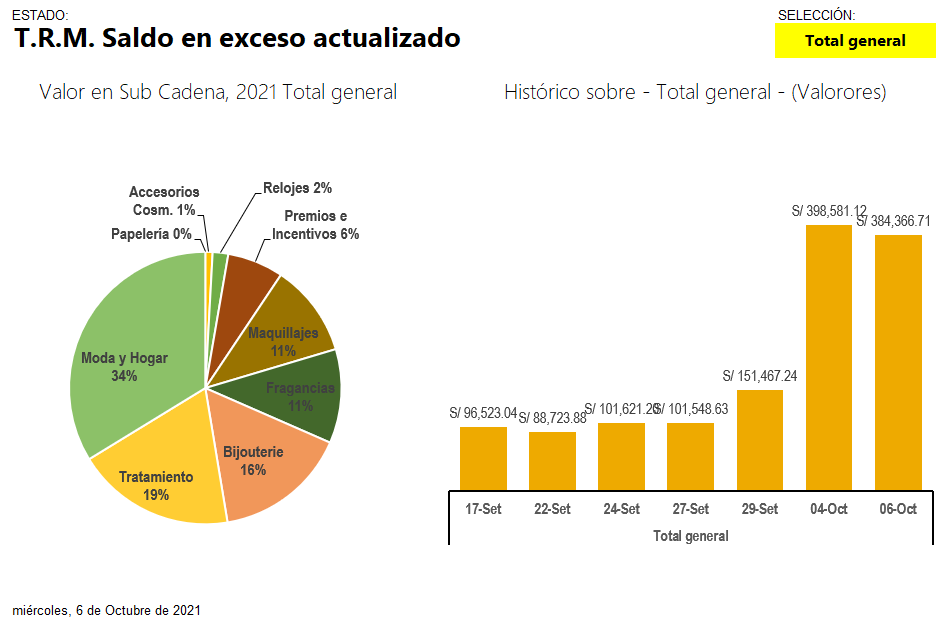 ESTADO:
T.R.M. Saldo en exceso actualizado
SELECCIÓN:
Total general
Valor en Sub Cadena, 2021 Total general
Accesorios
Cosm. 1%
Papelería 0%
Relojes 2%
Premios e
Incentivos 6%
Maquillajes
11%
Fragancias
11%
Bijouterie
16%
Tratamiento
19%
Moda y Hogar
34%
Histórico sobre - Total general - (Valorores)
S/ 96,523.04
S/ 88,723.88
S/ 101,621.20
S/ 101,548.63
S/ 151,467.24
S/ 398,581.12
S/ 384,366.71
17-Set
22-Set
24-Set
27-Set
29-Set
04-Oct
06-Oct
Total general
miércoles, 6 de Octubre de 2021